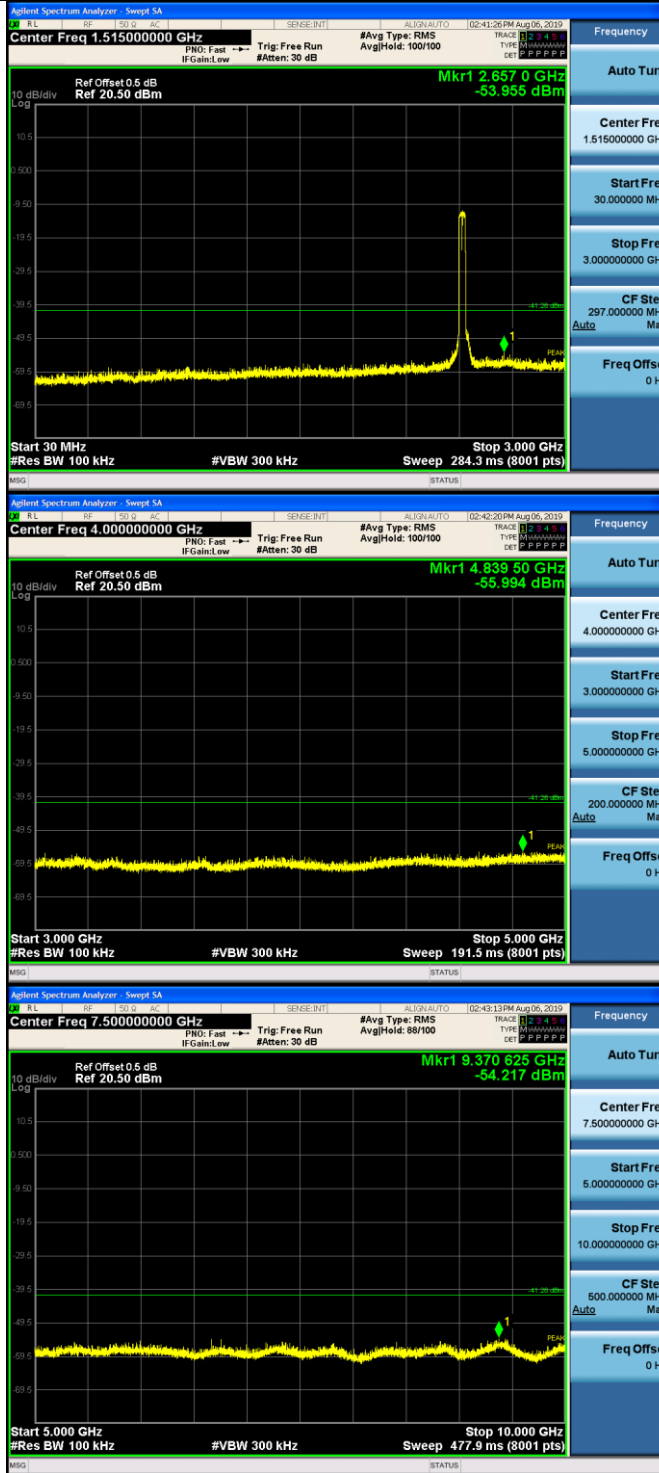 Agilent Spectrum Analyzer - Swept SA
RL RF 50 Ω AC SENSE:INT ALIGN AUTO 02:41:26 PM Aug 06, 2019
Center Freq 1.515000000 GHz
#Avg Type: RMS
TRACE 1 2 3 4 5 6
PNO: Fast Trig: Free Run Avg|Hold: 100/100
TYPE M
IFGain:Low #Atten: 30 dB
DET P P P P P P
Frequency
Mkr1 2.657 0 GHz
-53.955 dBm
Ref Offset 0.5 dB
10 dB/div Ref 20.50 dBm
Log
Auto Tun
10.5
0.500
-9.50
-19.5
-29.5
-39.5
-49.5
-59.5
-69.5
-41.28 dBm
1
PEAK
Center Fre
1.515000000 GH
Start Fre
30.000000 MH
Stop Fre
3.000000000 GH
CF Ste
297.000000 MH
Auto Ma
Freq Offs
0 H
Start 30 MHz Stop 3.000 GHz
#Res BW 100 kHz #VBW 300 kHz Sweep 284.3 ms (8001 pts)
MSG STATUS
Agilent Spectrum Analyzer - Swept SA
RL RF 50 Ω AC SENSE:INT ALIGN AUTO 02:42:20 PM Aug 06, 2019
Center Freq 4.000000000 GHz
#Avg Type: RMS
TRACE 1 2 3 4 5 6
PNO: Fast Trig: Free Run Avg|Hold: 100/100
TYPE M
IFGain:Low #Atten: 30 dB
DET P P P P P P
Frequency
Mkr1 4.839 50 GHz
-55.994 dBm
Ref Offset 0.5 dB
10 dB/div Ref 20.50 dBm
Log
Auto Tun
10.5
0.500
-9.50
-19.5
-29.5
-39.5
-49.5
-59.5
-69.5
-41.28 dBm
1
PEAK
Center Fre
4.000000000 GH
Start Fre
3.000000000 GH
Stop Fre
5.000000000 GH
CF Ste
200.000000 MH
Auto Ma
Freq Offs
0 H
Start 3.000 GHz Stop 5.000 GHz
#Res BW 100 kHz #VBW 300 kHz Sweep 191.5 ms (8001 pts)
MSG STATUS
Agilent Spectrum Analyzer - Swept SA
RL RF 50 Ω AC SENSE:INT ALIGN AUTO 02:43:13 PM Aug 06, 2019
Center Freq 7.500000000 GHz
#Avg Type: RMS
TRACE 1 2 3 4 5 6
PNO: Fast Trig: Free Run Avg|Hold: 88/100
TYPE M
IFGain:Low #Atten: 30 dB
DET P P P P P P
Frequency
Mkr1 9.370 625 GHz
-54.217 dBm
Ref Offset 0.5 dB
10 dB/div Ref 20.50 dBm
Log
Auto Tun
10.5
0.500
-9.50
-19.5
-29.5
-39.5
-49.5
-59.5
-69.5
-41.28 dBm
1
PEAK
Center Fre
7.500000000 GH
Start Fre
5.000000000 GH
Stop Fre
10.000000000 GH
CF Ste
500.000000 MH
Auto Ma
Freq Offs
0 H
Start 5.000 GHz Stop 10.000 GHz
#Res BW 100 kHz #VBW 300 kHz Sweep 477.9 ms (8001 pts)
MSG STATUS